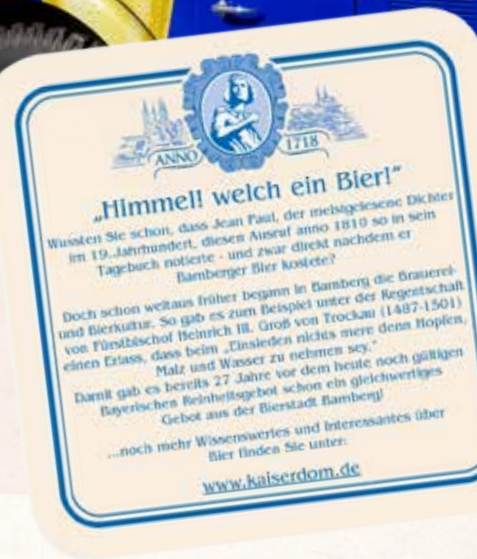 ANNO 1718
„Himmel! welch ein Bier!“
Wussten Sie schon, dass Jean Paul, der meistgelesene Dichter
im 19. Jahrhundert, diesen Ausruf anno 1810 so in sein
Tagebuch notierte - und zwar direkt nachdem er
Bamberger Bier kostete?
Doch schon weitaus früher begann in Bamberg die Brauerei-
und Bierkultur. So gab es zum Beispiel unter der Regentschaft
von Fürstbischof Heinrich III. Groß von Trockau (1487-1501)
einen Erlass, dass beim „Einsieden nichts mere denn Hopfen,
Malz und Wasser zu nehmen sey.“
Damit gab es bereits 27 Jahre vor dem heute noch gültigen
Bayerischen Reinheitsgebot schon ein gleichwertiges
Gebot aus der Bierstadt Bamberg!
...noch mehr Wissenswertes und Interessantes über
Bier finden Sie unter:
www.kaiserdom.de